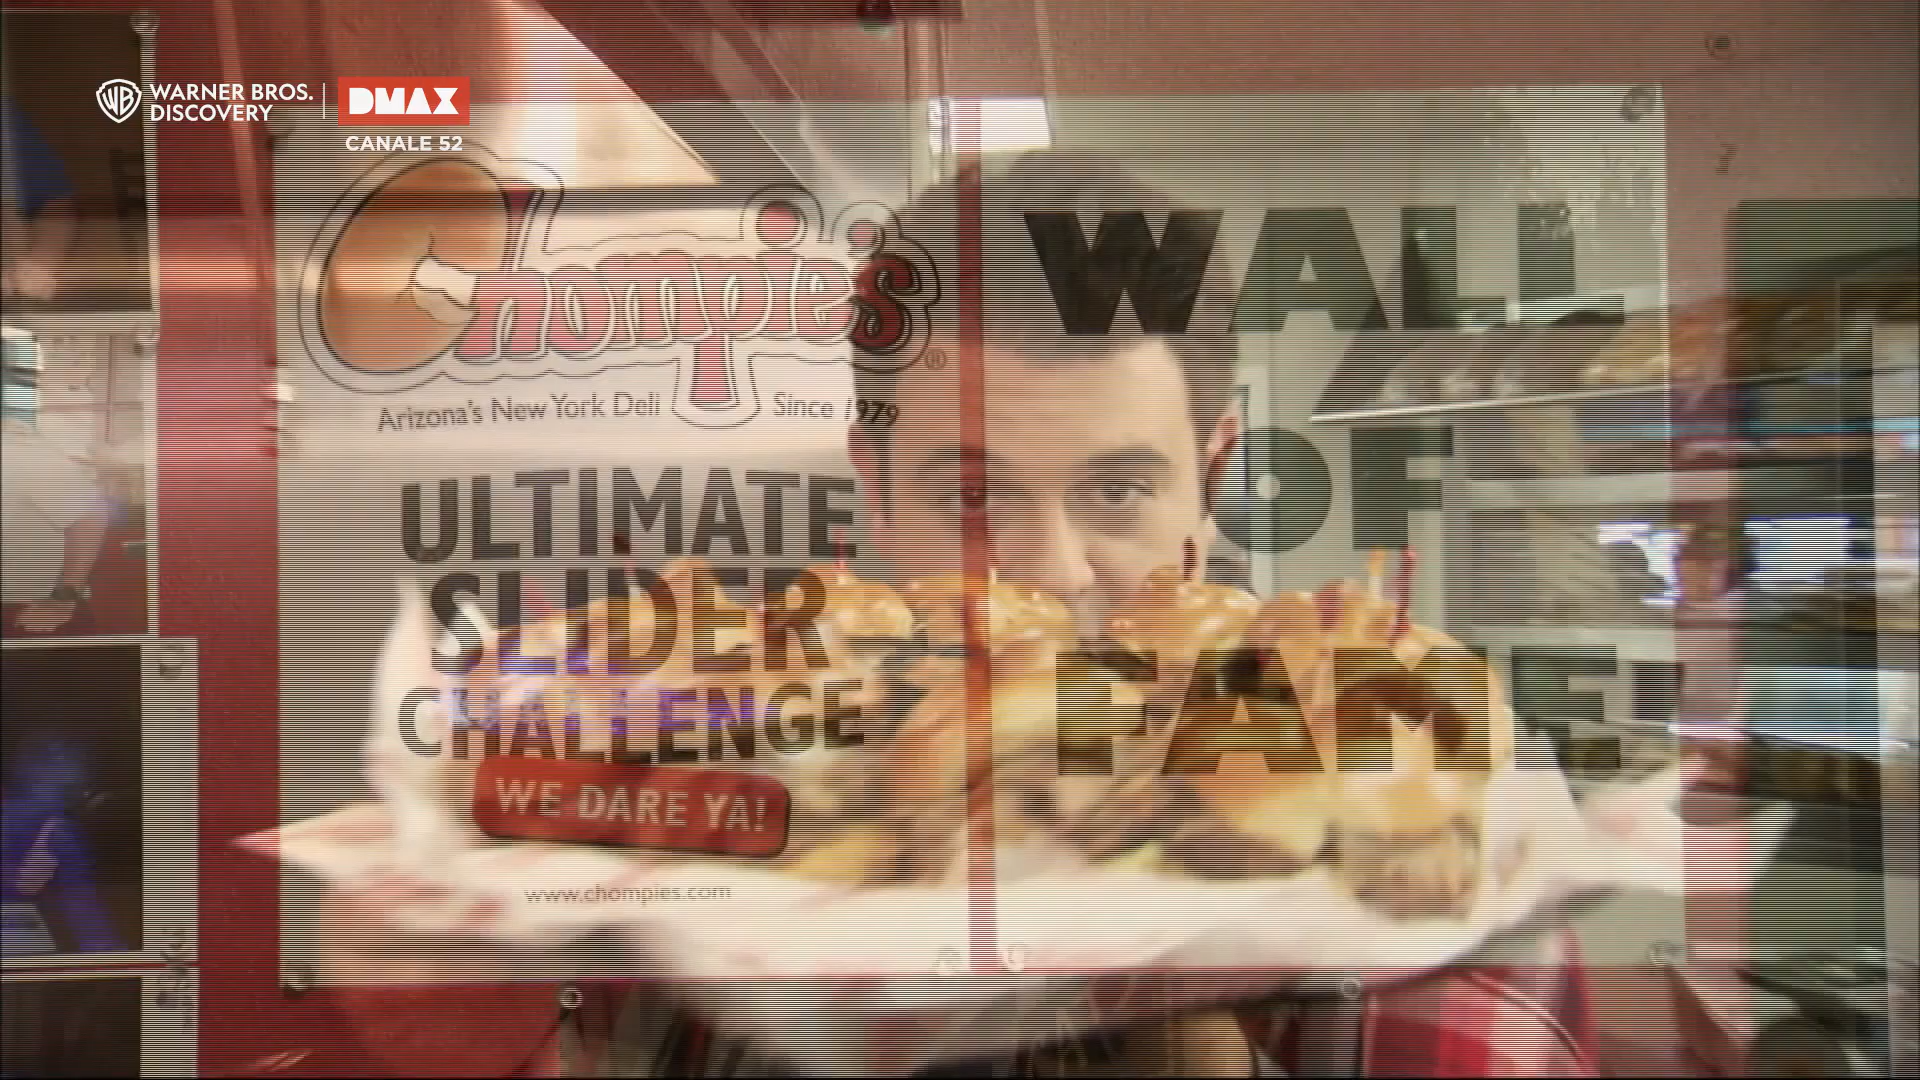 WARNER BROS.
DISCOVERY
DMAX
CANALE 52
Chompie's
Arizona's New York Deli Since 1979
ULTIMATE
SLIDER
CHALLENGE
WE DARE YA!
www.chompies.com
WALL
OF
FAME